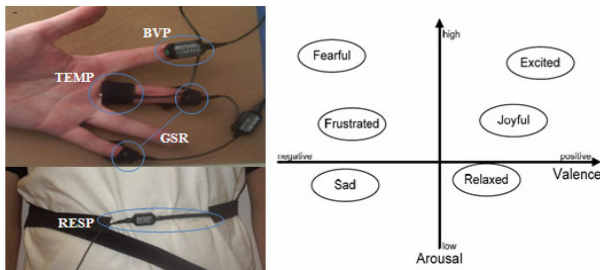 BVP
TEMP
GSR
RESP
high
Fearful
Excited
Frustrated
Joyful
negative
positive
Valence
Sad
Relaxed
low
Arousal